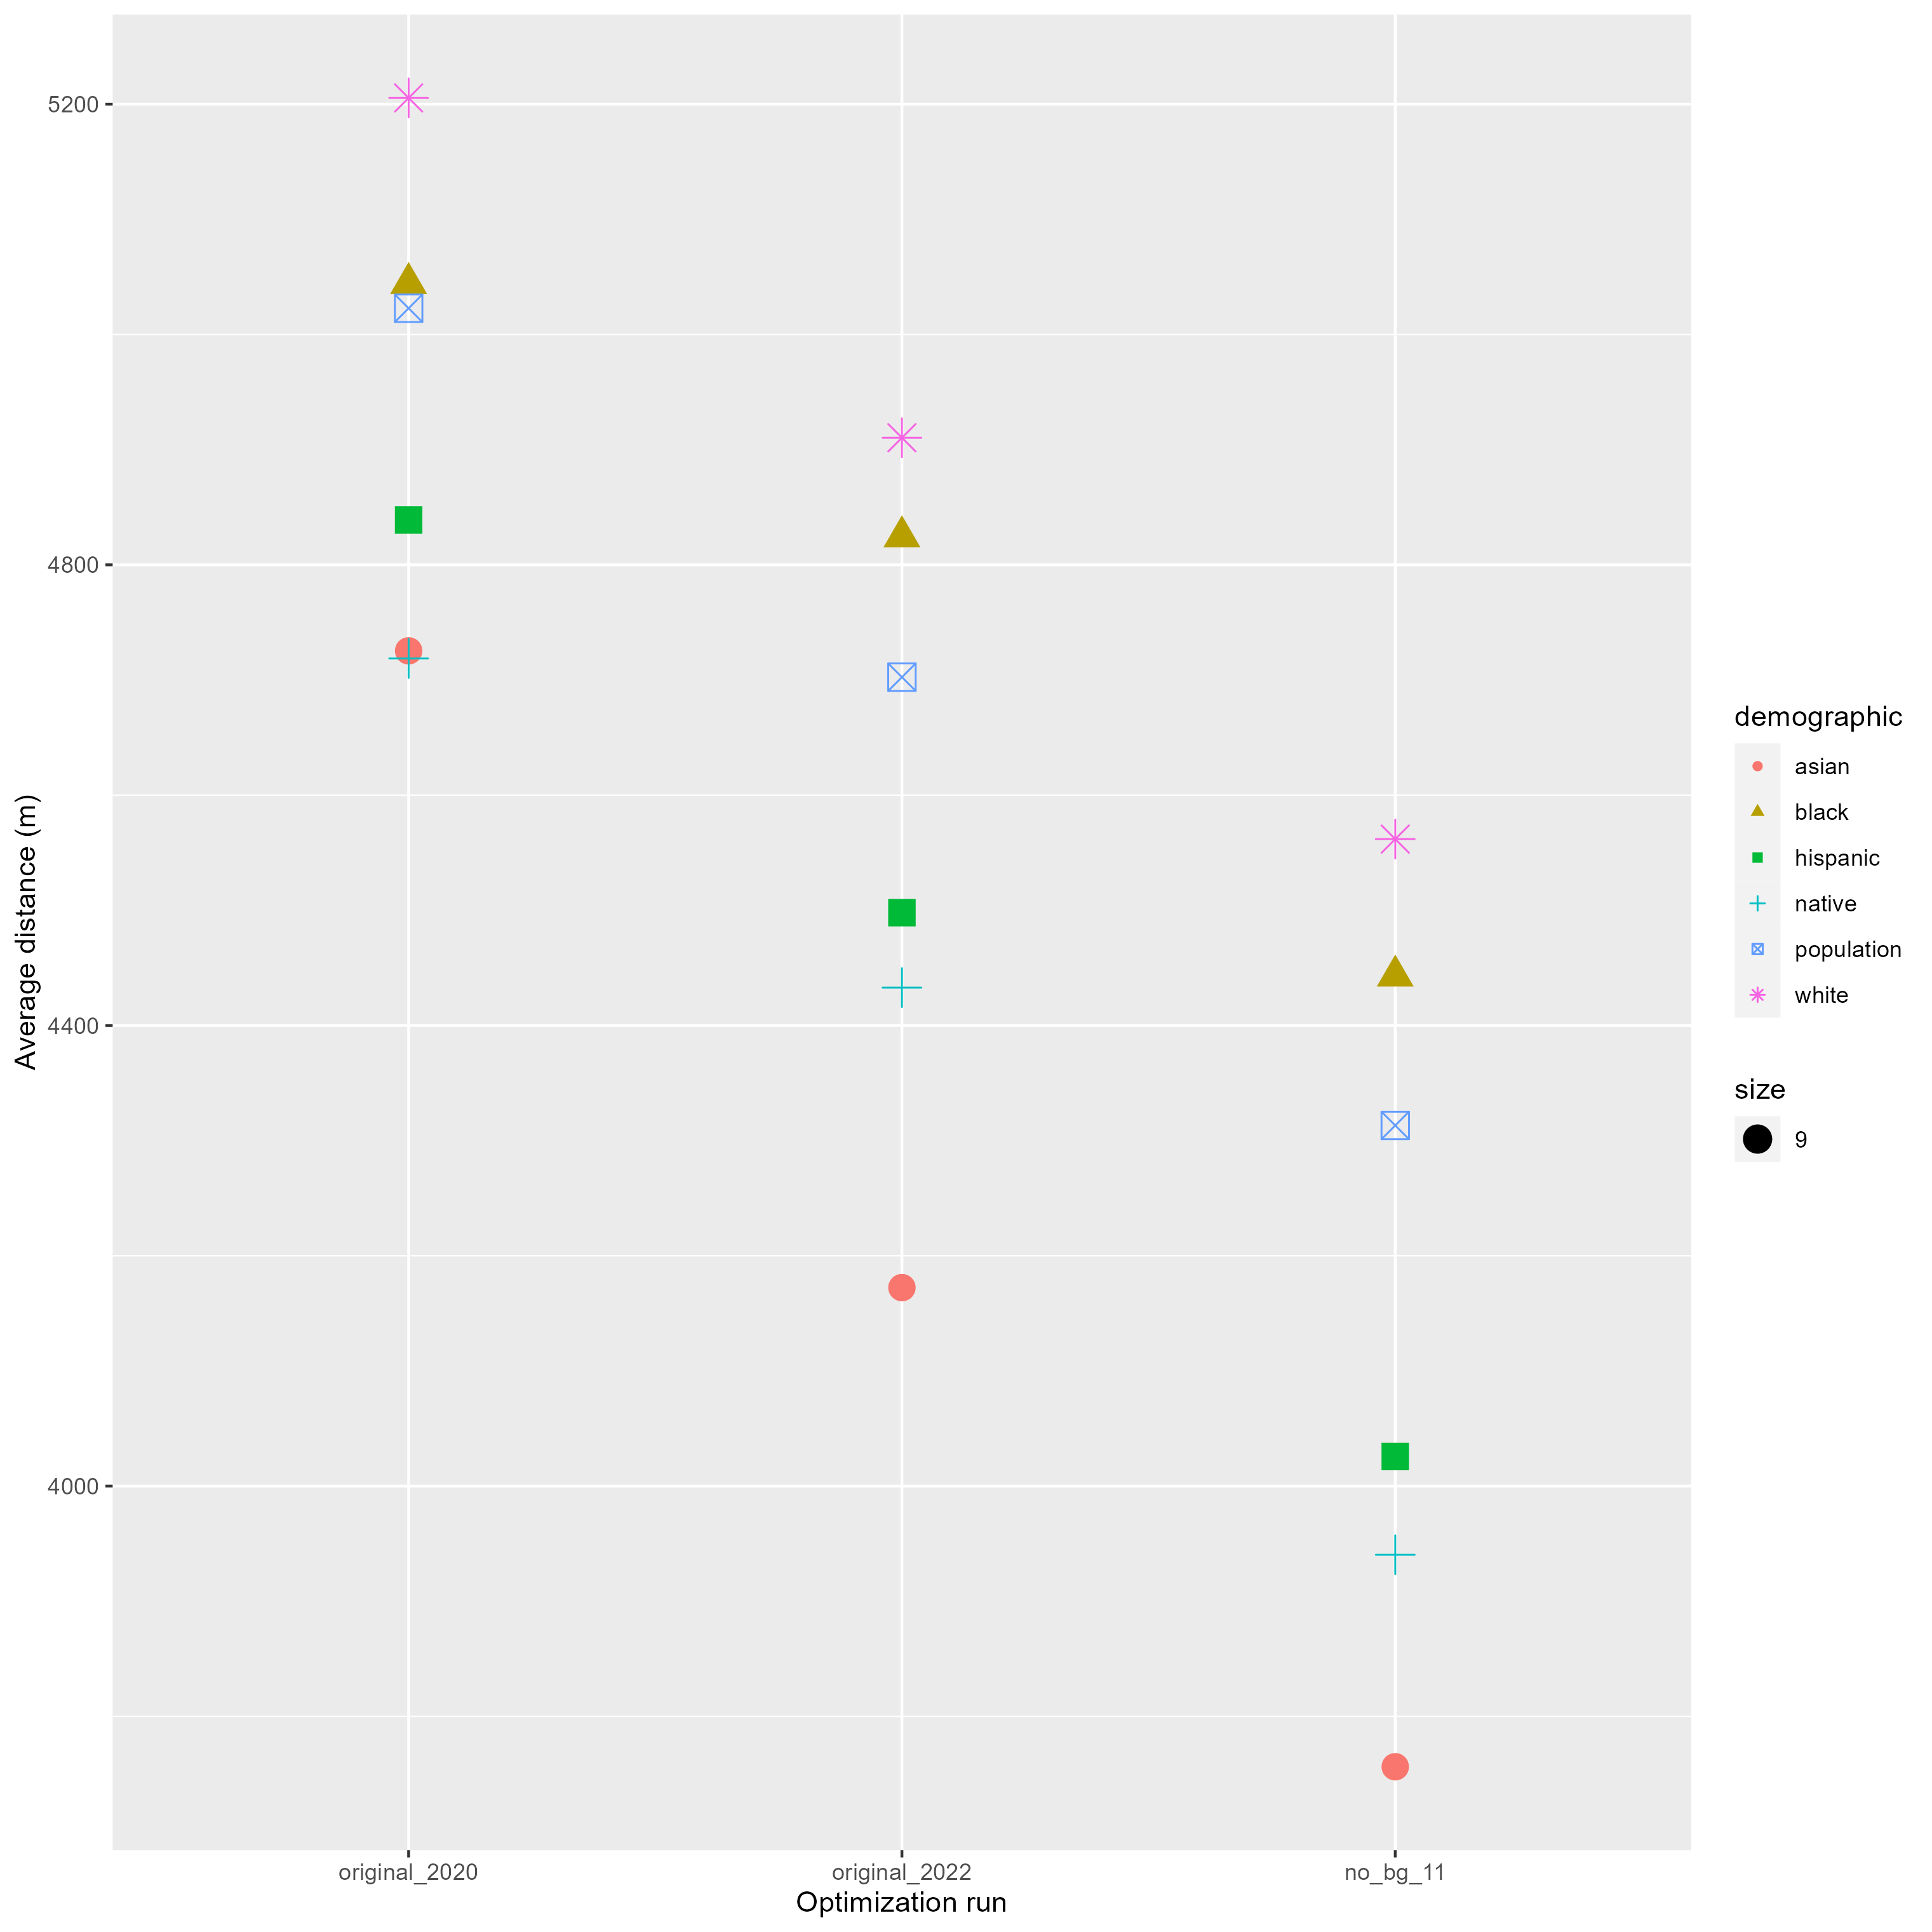 5200
4800
4400
4000
Average distance (m)
original_2020
original_2022
no_bg_11
Optimization run
demographic
asian
black
hispanic
native
population
white
size
9